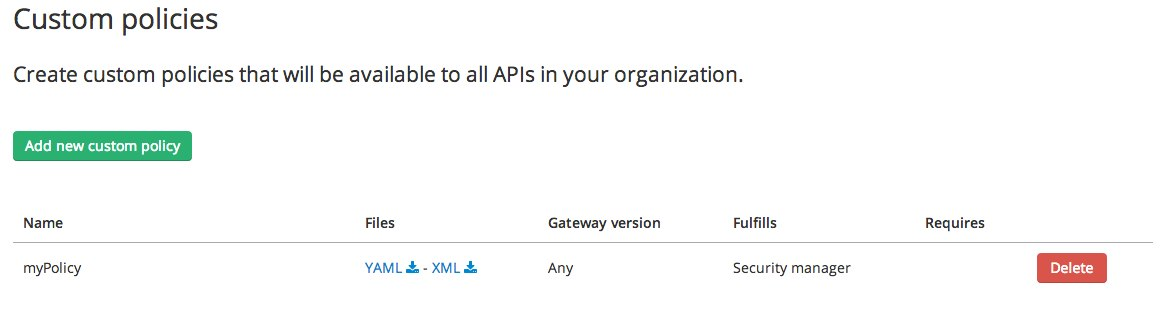 Custom policies
Create custom policies that will be available to all APIs in your organization.
Add new custom policy
Name Files Gateway version Fulfills Requires
myPolicy YAML - XML Any Security manager Delete